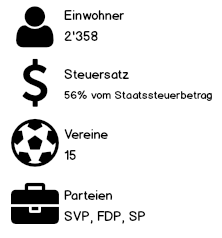 Einwohner
2'358
Steuersatz
56% vom Staatssteuerbetrag
Vereine
15
Parteien
SVP, FDP, SP